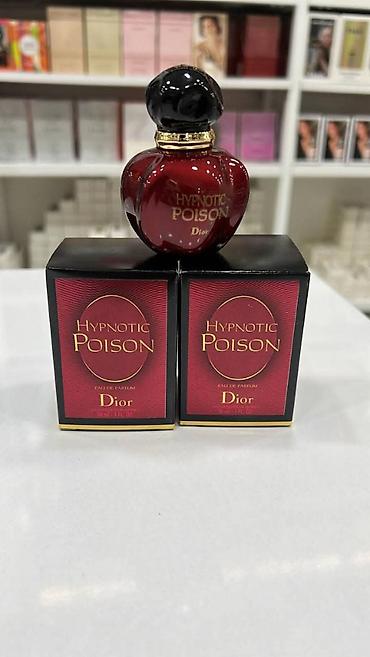 HYPNOTIC
POISON
Dior
HYPNOTIC
POISON
EAU DE PARFUM
Dior
HYPNOTIC
POISON
EAU DE PARFUM
Dior